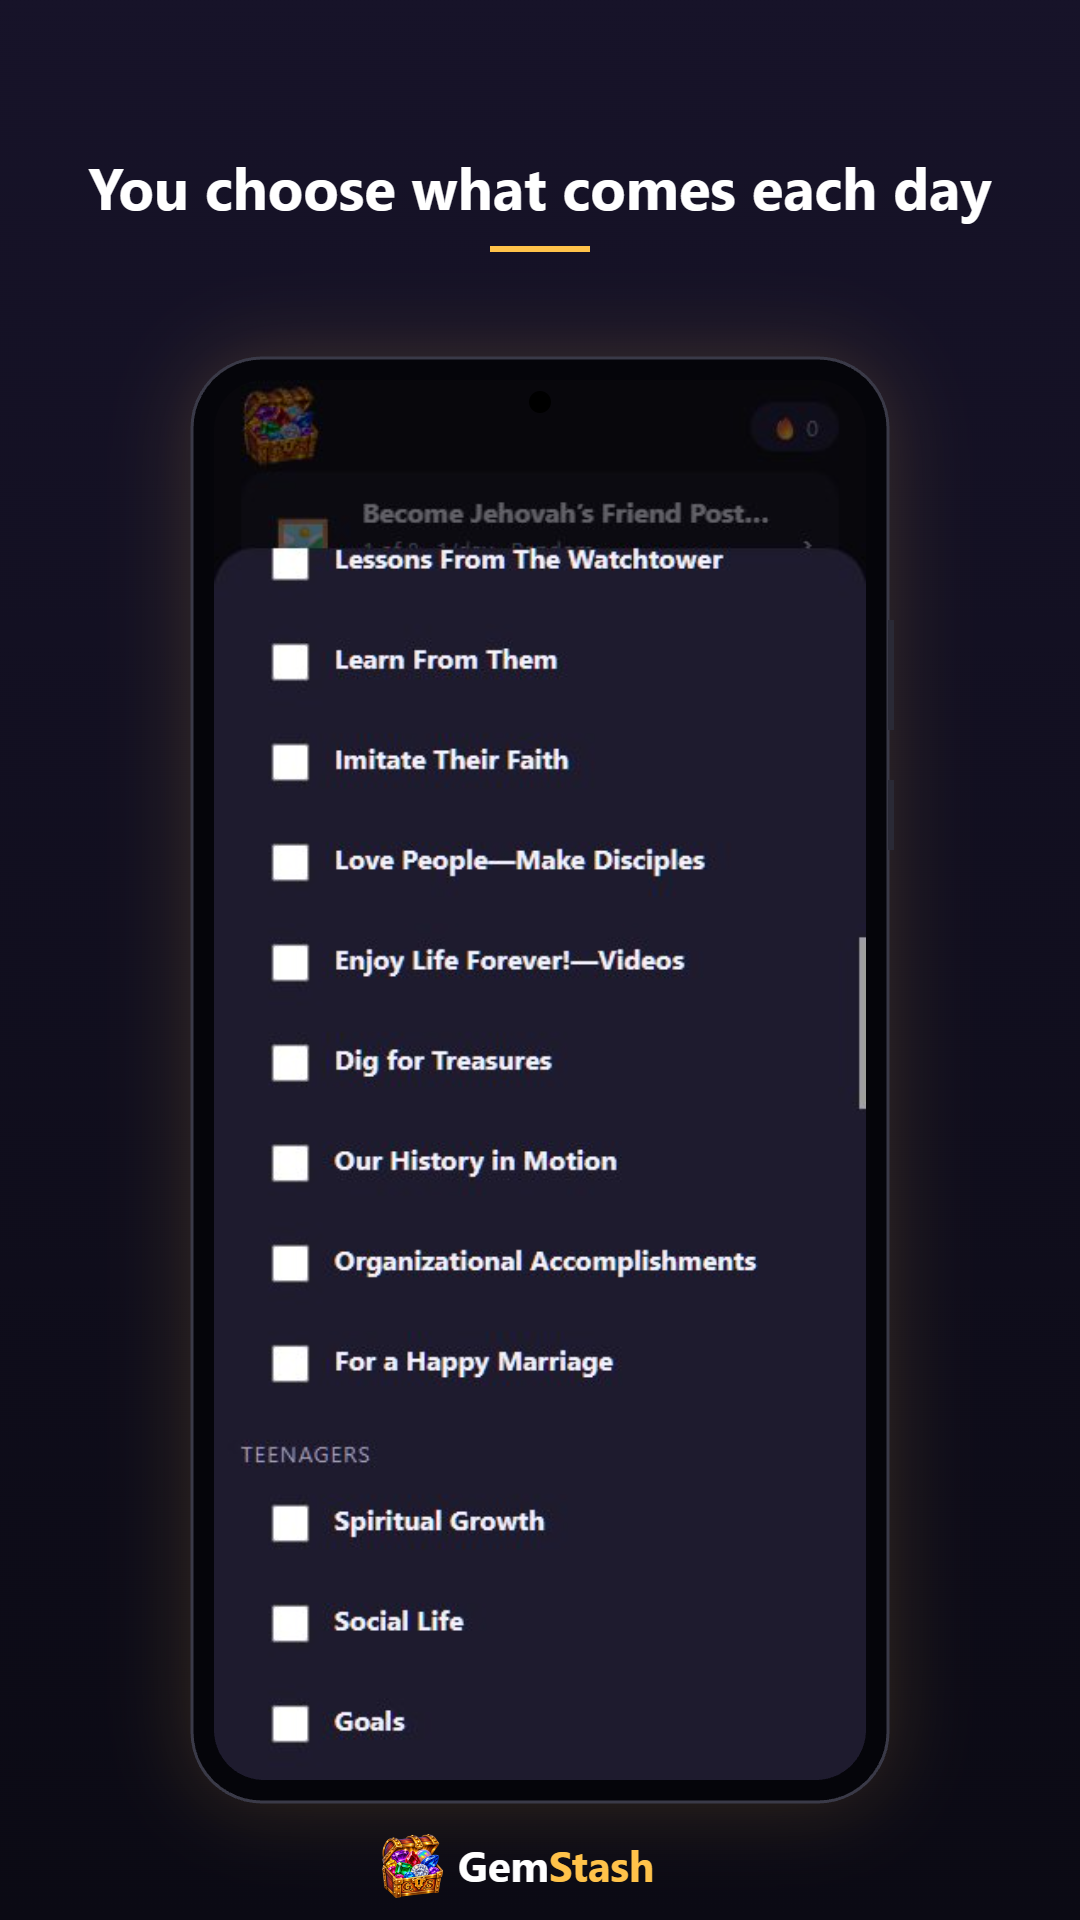 You choose what comes each day
0
Become Jehovah's Friend Post...
Lessons From The Watchtower
Learn From Them
Imitate Their Faith
Love People—Make Disciples
Enjoy Life Forever!—Videos
Dig for Treasures
Our History in Motion
Organizational Accomplishments
For a Happy Marriage
TEENAGERS
Spiritual Growth
Social Life
Goals
GemStash